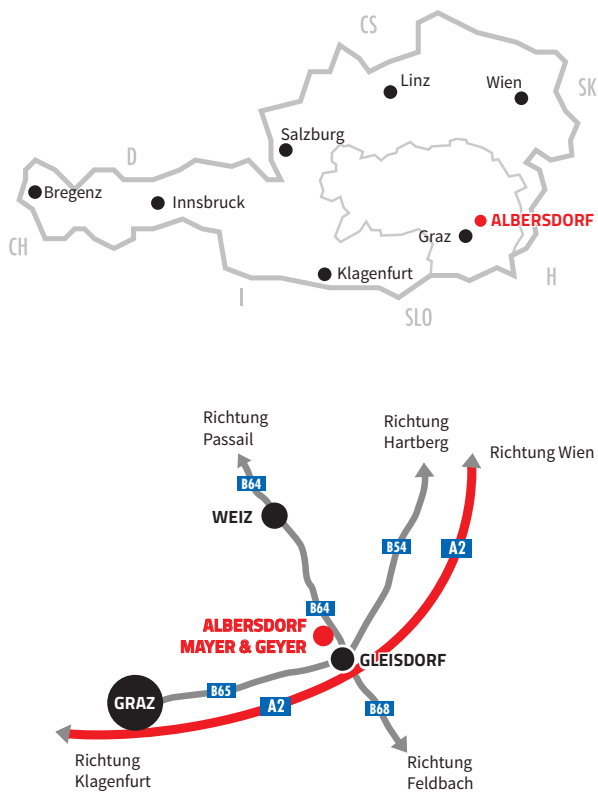 CS
Linz
Wien
SK
Salzburg
D
Bregenz
Innsbruck
ALBERSDORF
Graz
CH
Klagenfurt
H
I
SLO
Richtung
Passail
Richtung
Hartberg
Richtung Wien
B64
WEIZ
B54
A2
B64
ALBERSDORF
MAYER & GEYER
GLEISDORF
B65
GRAZ
A2
B68
Richtung
Klagenfurt
Richtung
Feldbach